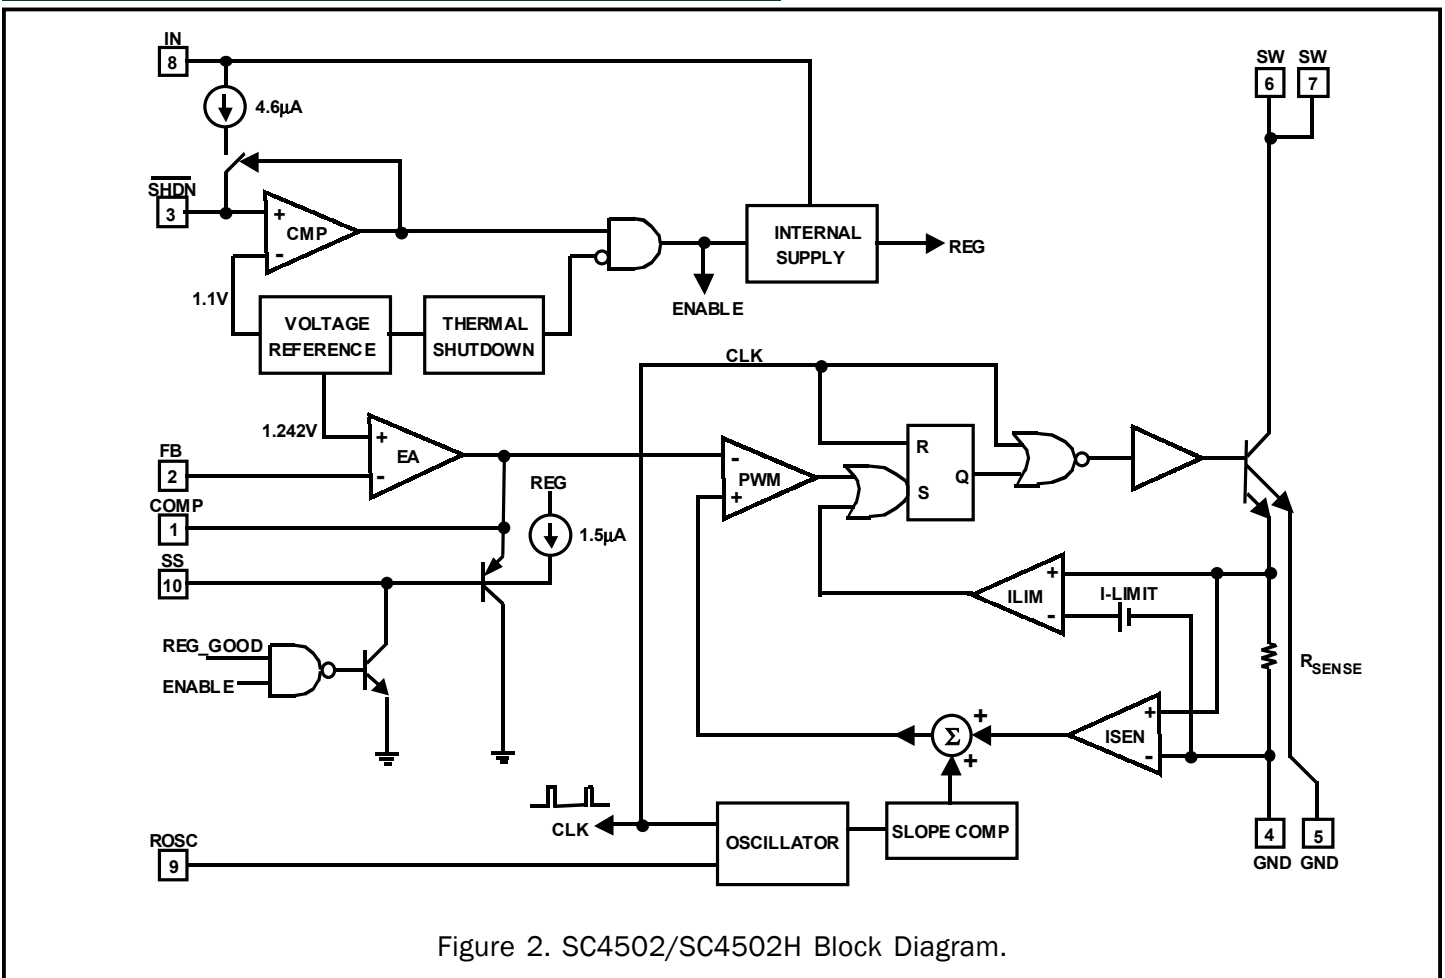 IN
8
4.6µA
SHDN
3
+
CMP
-
1.1V
VOLTAGE
REFERENCE
THERMAL
SHUTDOWN
INTERNAL
SUPPLY
REG
ENABLE
SW
6
SW
7
CLK
1.242V
+
EA
-
FB
2
COMP
1
SS
10
REG
1.5µA
-
PWM
+
R
S
Q
ILIM
+
-
I-LIMIT
RSENSE
REG_GOOD
ENABLE
Σ
+
+
ISEN
+
-
CLK
ROSC
9
OSCILLATOR
SLOPE COMP
4
GND
5
GND
Figure 2. SC4502/SC4502H Block Diagram.